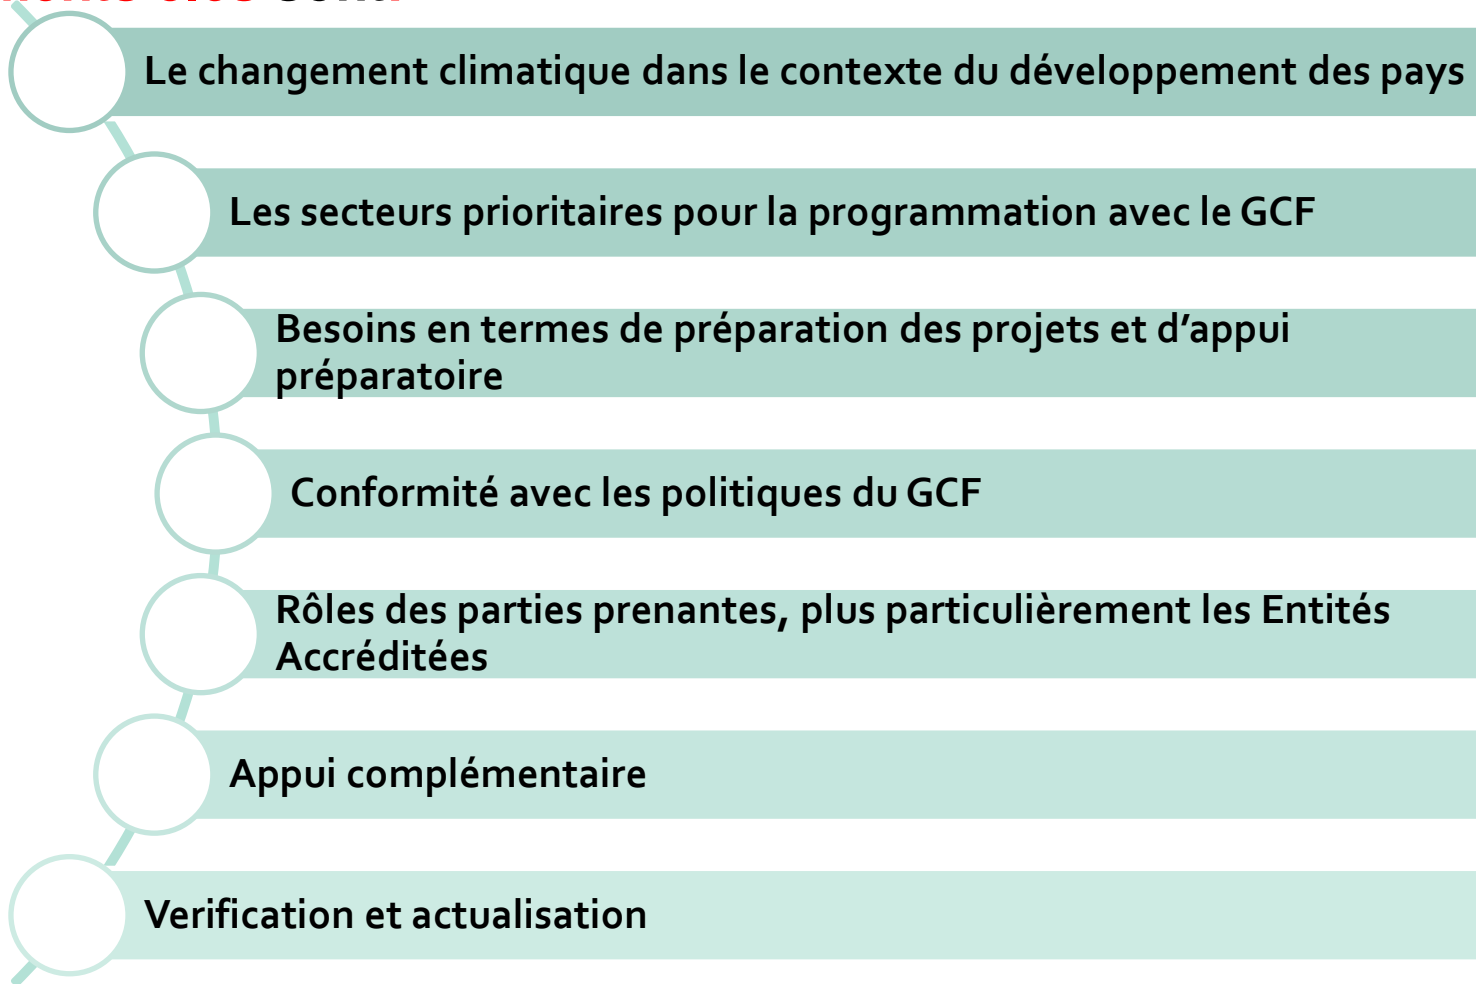 Le changement climatique dans le contexte du développement des pays
Les secteurs prioritaires pour la programmation avec le GCF
Besoins en termes de préparation des projets et d’appui
préparatoire
Conformité avec les politiques du GCF
Rôles des parties prenantes, plus particulièrement les Entités
Accréditées
Appui complémentaire
Verification et actualisation